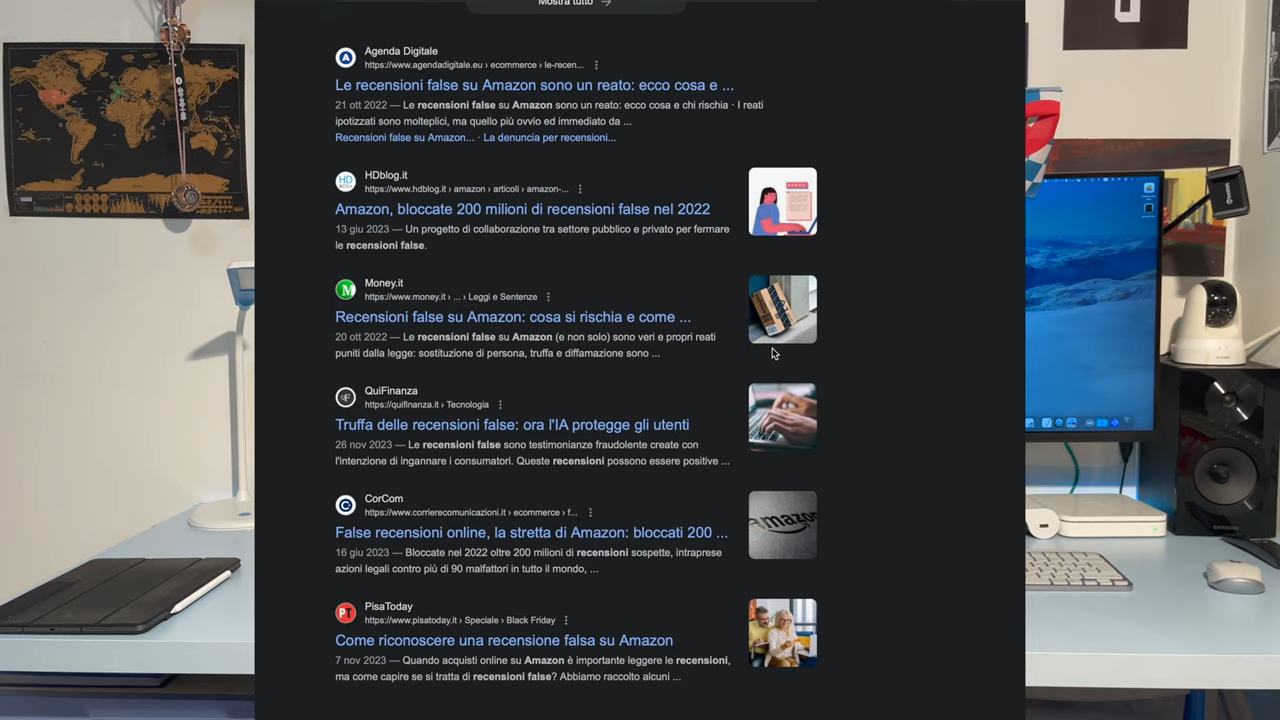 Mostra tutto →
Agenda Digitale
https://www.agendadigitale.eu › ecommerce › le-recen...
Le recensioni false su Amazon sono un reato: ecco cosa e ...
21 ott 2022 — Le recensioni false su Amazon sono un reato: ecco cosa e chi rischia · I reati
ipotizzati sono molteplici, ma quello più ovvio ed immediato da ...
Recensioni false su Amazon... · La denuncia per recensioni...
HD
HDblog.it
https://www.hdblog.it › amazon › articoli › amazon-...
Amazon, bloccate 200 milioni di recensioni false nel 2022
13 giu 2023 — Un progetto di collaborazione tra settore pubblico e privato per fermare
le recensioni false.
Money.it
https://www.money.it › ... › Leggi e Sentenze
Recensioni false su Amazon: cosa si rischia e come ...
20 ott 2022 — Le recensioni false su Amazon (e non solo) sono veri e propri reati
puniti dalla legge: sostituzione di persona, truffa e diffamazione sono ...
QuiFinanza
https://quifinanza.it › Tecnologia
Truffa delle recensioni false: ora l'IA protegge gli utenti
26 nov 2023 — Le recensioni false sono testimonianze fraudolente create con
l'intenzione di ingannare i consumatori. Queste recensioni possono essere positive ...
CorCom
https://www.corrierecomunicazioni.it › ecommerce › f...
False recensioni online, la stretta di Amazon: bloccati 200 ...
16 giu 2023 — Bloccate nel 2022 oltre 200 milioni di recensioni sospette, intraprese
azioni legali contro più di 90 malfattori in tutto il mondo, ...
amazon
PisaToday
https://www.pisatoday.it › Speciale › Black Friday
Come riconoscere una recensione falsa su Amazon
7 nov 2023 — Quando acquisti online su Amazon è importante leggere le recensioni,
ma come capire se si tratta di recensioni false? Abbiamo raccolto alcuni ...
SAMSUNG